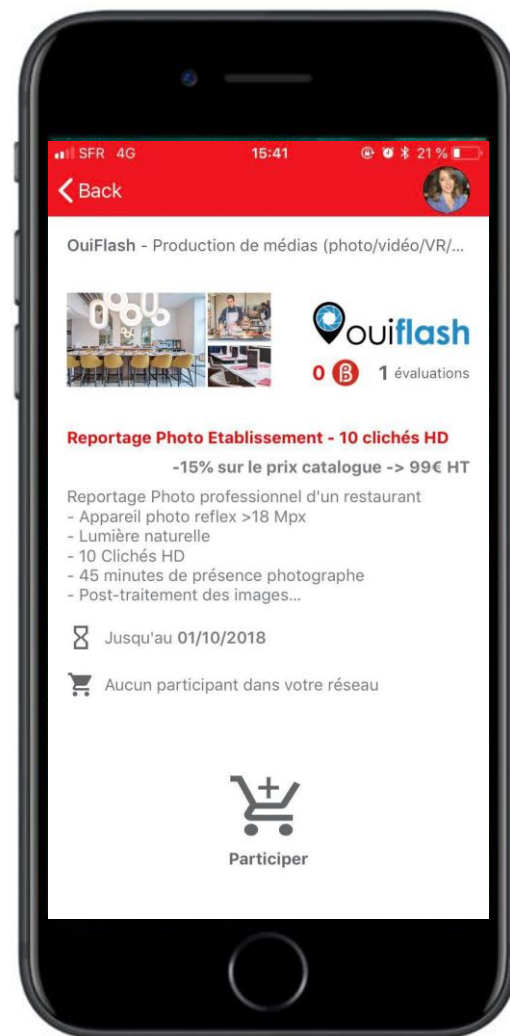 SFR 4G 15:41 21 %
Back
OuiFlash - Production de médias (photo/vidéo/VR/...
ouiflash
0 β 1 évaluations
Reportage Photo Etablissement - 10 clichés HD
-15% sur le prix catalogue -> 99€ HT
Reportage Photo professionnel d'un restaurant
- Appareil photo reflex >18 Mpx
- Lumière naturelle
- 10 Clichés HD
- 45 minutes de présence photographe
- Post-traitement des images...
Jusqu'au 01/10/2018
Aucun participant dans votre réseau
Participer